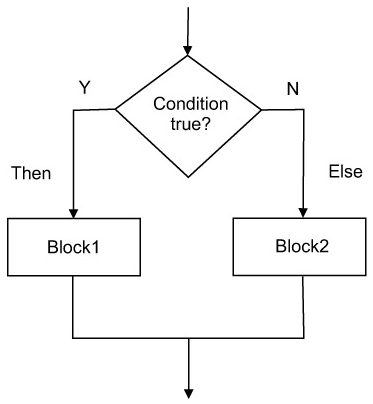 Y
N
Condition
true?
Then
Else
Block1
Block2